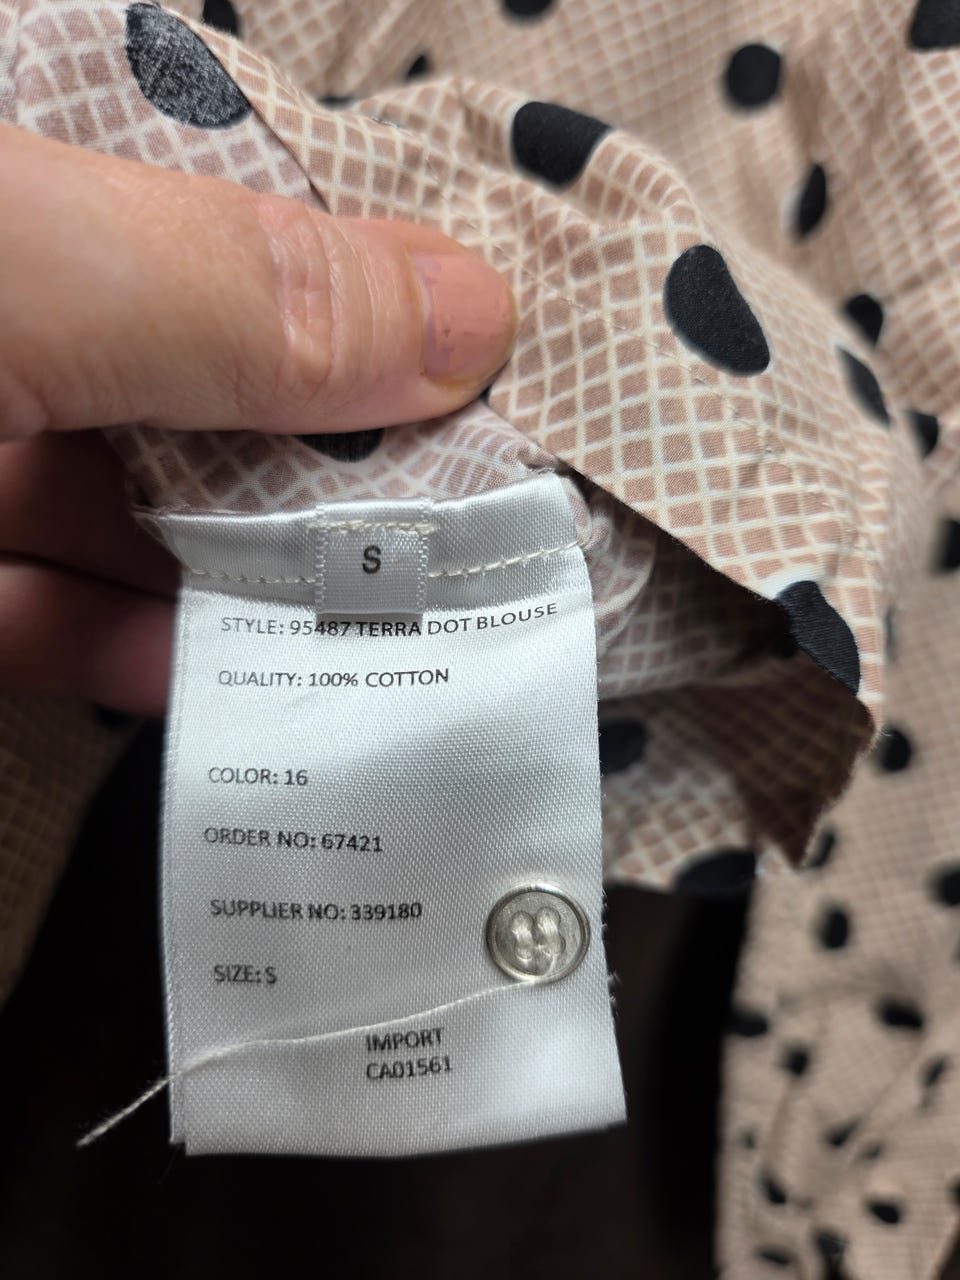 S
STYLE: 95487 TERRA DOT BLOUSE
QUALITY: 100% COTTON
COLOR: 16
ORDER NO: 67421
SUPPLIER NO: 339180
SIZE: S
IMPORT
CA01561